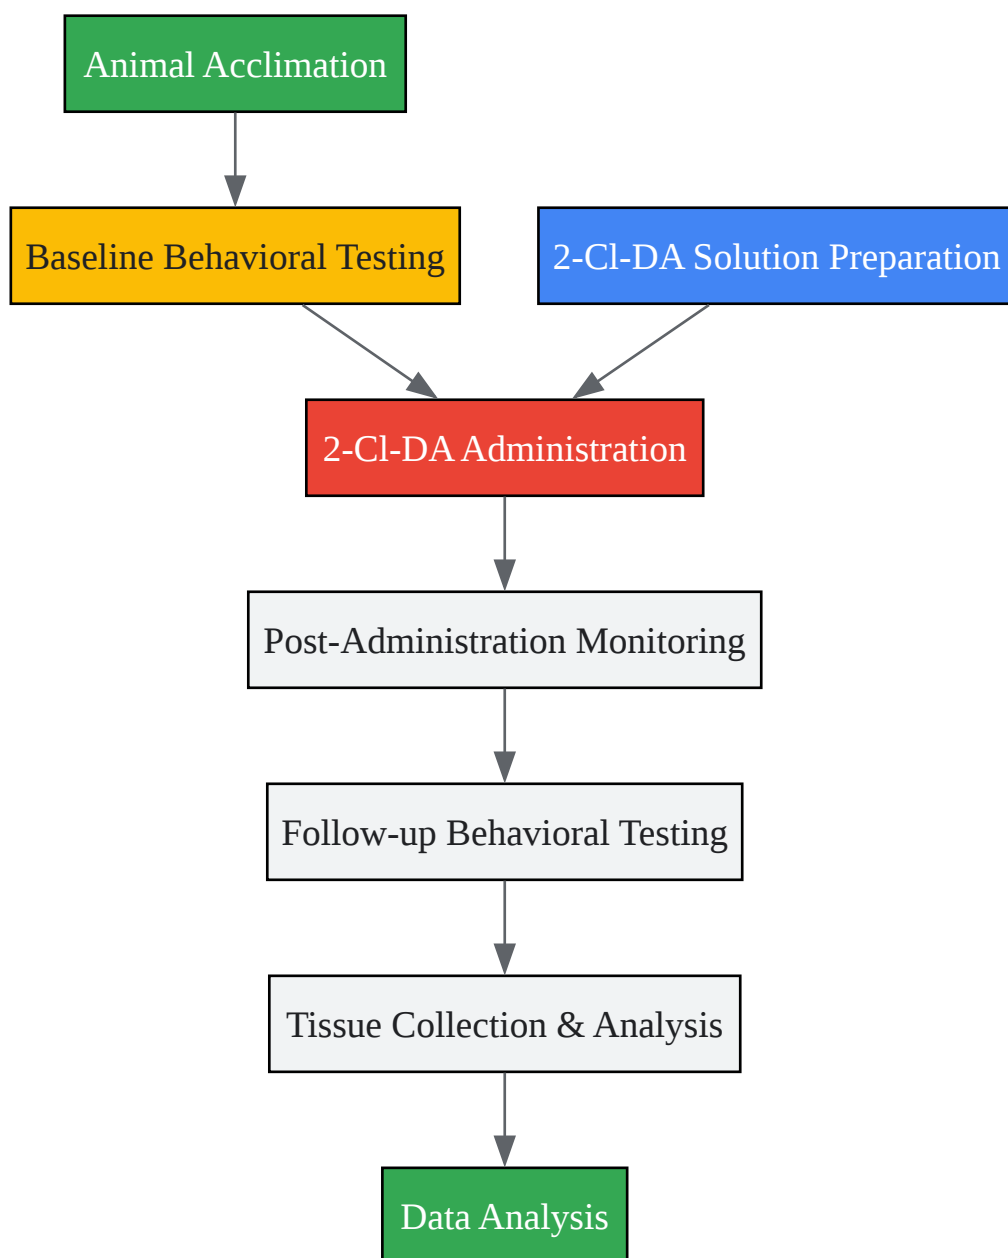 Animal Acclimation
Baseline Behavioral Testing
2-Cl-DA Solution Preparation
2-Cl-DA Administration
Post-Administration Monitoring
Follow-up Behavioral Testing
Tissue Collection & Analysis
Data Analysis